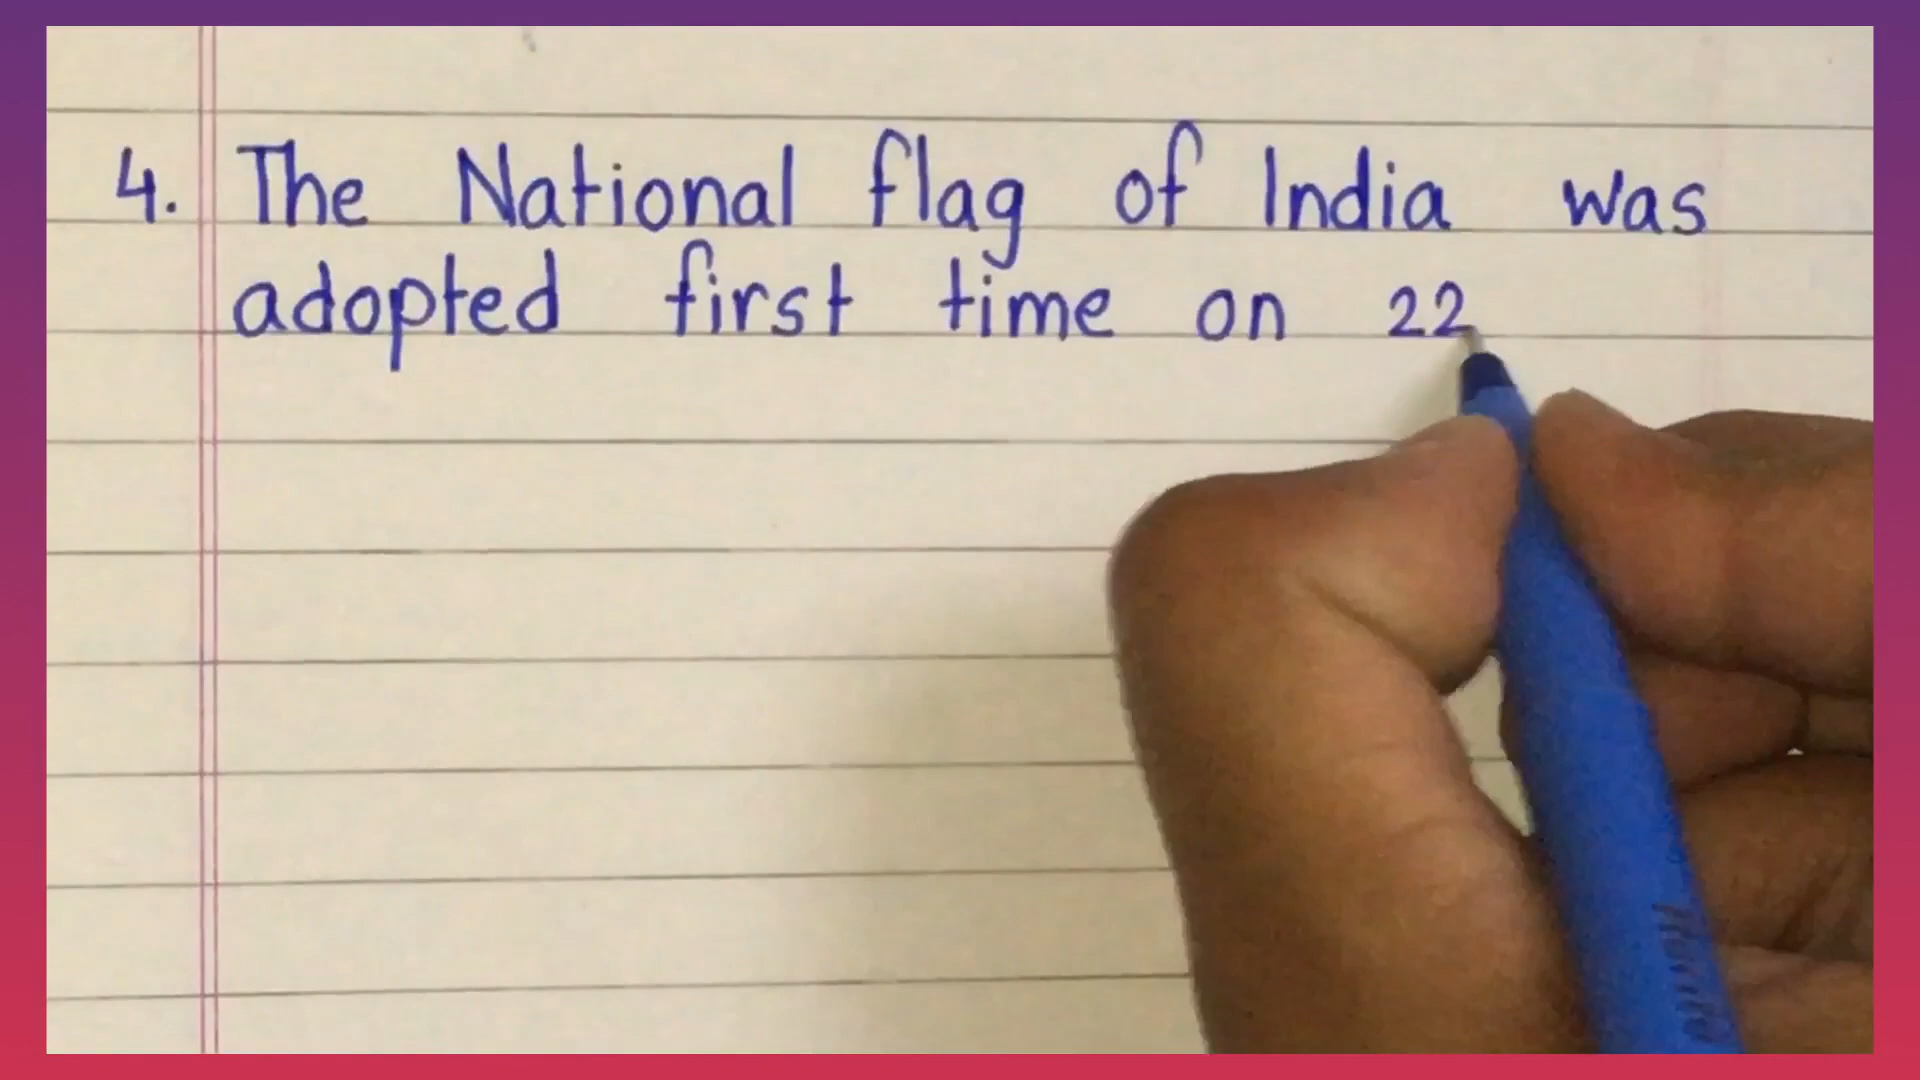 4. The National flag of India was
adopted first time on 22